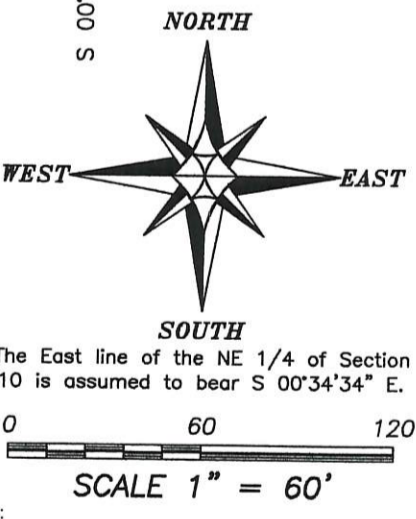 00 S
NORTH
WEST EAST
SOUTH
The East line of the NE 1/4 of Section
10 is assumed to bear S 00°34'34" E.
0 60 120
SCALE 1" = 60'
: